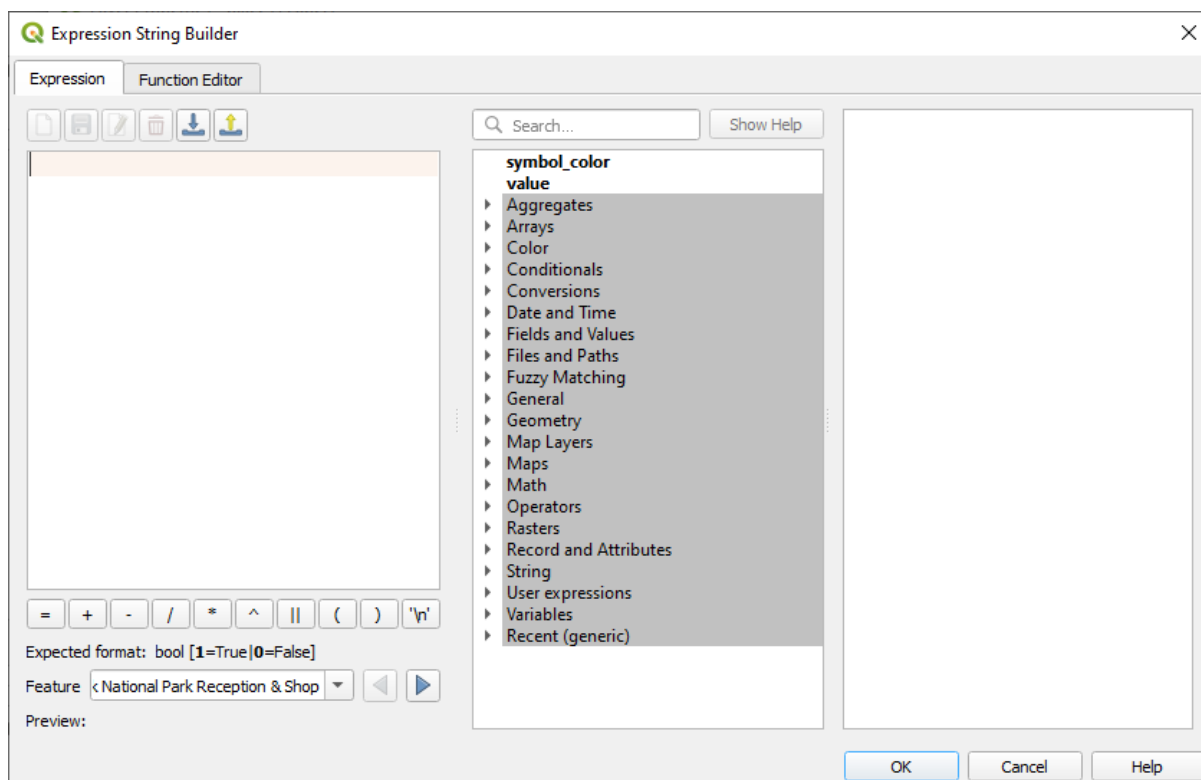 Expression String Builder
Expression Function Editor
Search... Show Help
symbol_color
value
Aggregates
Arrays
Color
Conditionals
Conversions
Date and Time
Fields and Values
Files and Paths
Fuzzy Matching
General
Geometry
Map Layers
Maps
Math
Operators
Rasters
Record and Attributes
String
User expressions
Variables
Recent (generic)
= + - / * ^ || ( ) '\n'
Expected format: bool [1=True|0=False]
Feature National Park Reception & Shop
Preview:
OK Cancel Help